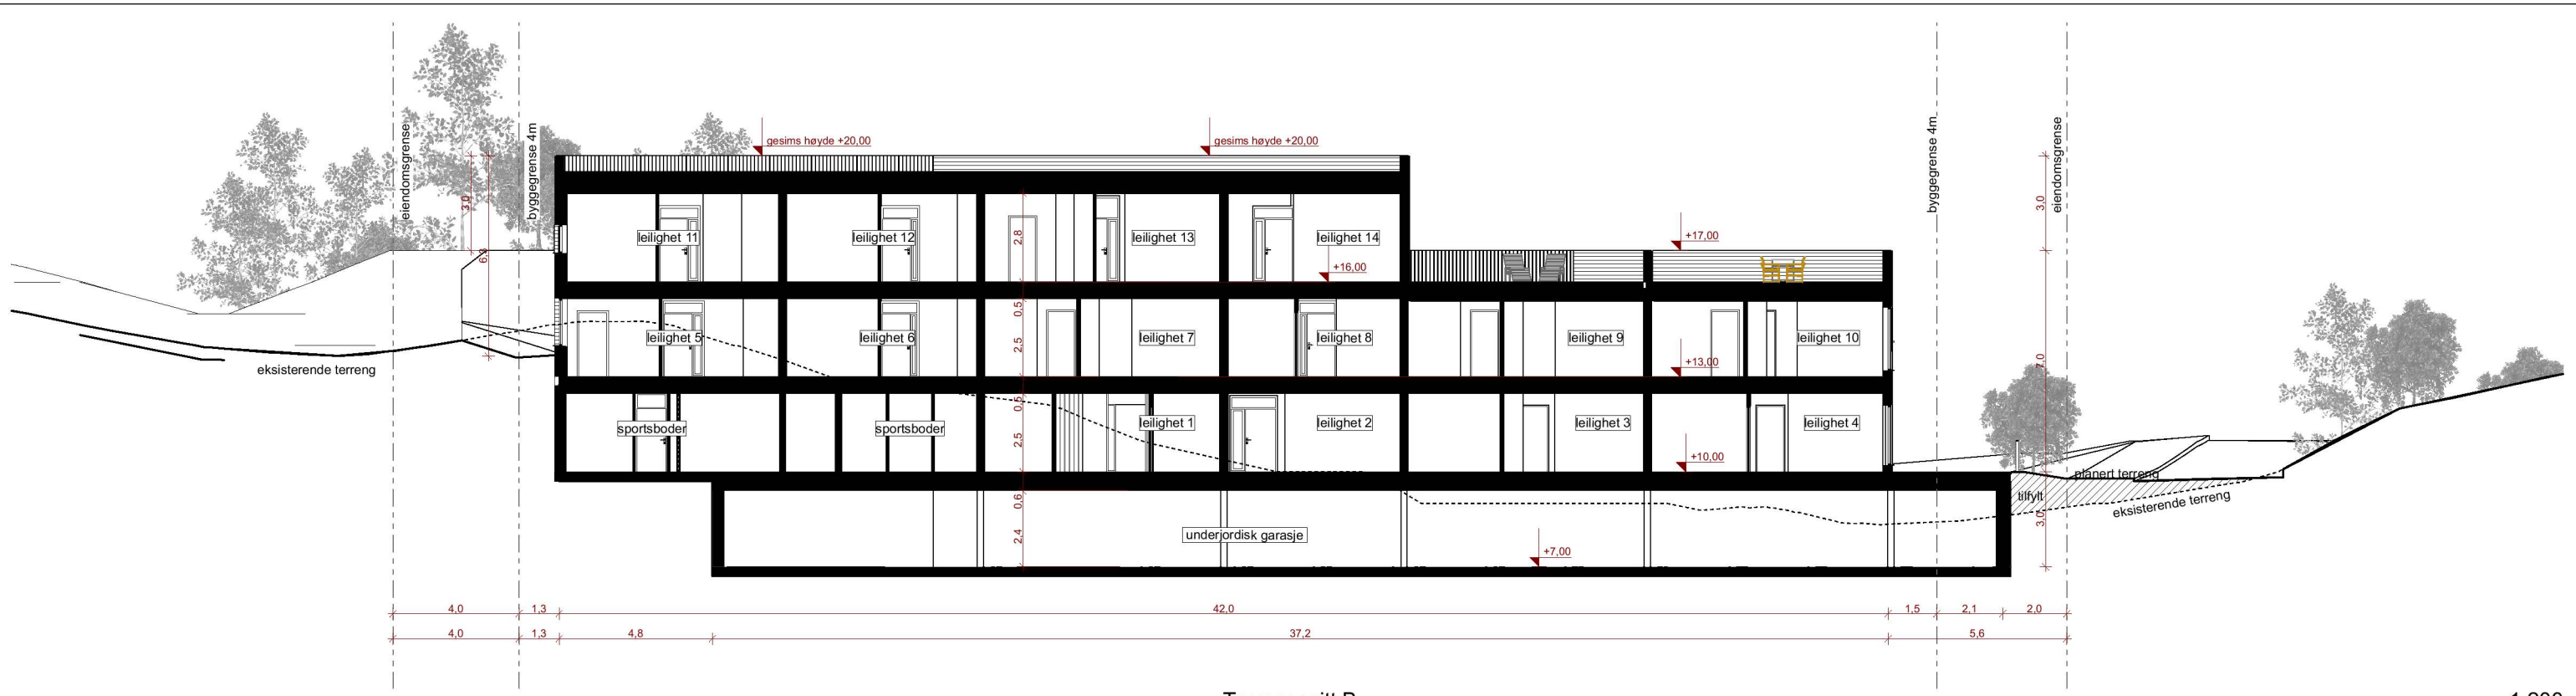 gesims høyde +20,00
gesims høyde +20,00
eiendomsgrense
byggegrense 4m
byggegrense 4m
eiendomsgrense
3,0
6,3
3,0
leilighet 11
leilighet 12
2,8
leilighet 13
leilighet 14
+17,00
+16,00
0,5
leilighet 5
leilighet 6
2,5
leilighet 7
leilighet 8
leilighet 9
leilighet 10
+13,00
7,0
eksisterende terreng
0,5
sportsboder
sportsboder
2,5
leilighet 1
leilighet 2
leilighet 3
leilighet 4
+10,00
planert terreng
tilfylt
eksisterende terreng
0,6
2,4
underjordisk garasje
+7,00
3,0
4,0
1,3
42,0
1,5
2,1
2,0
4,0
1,3
4,8
37,2
5,6